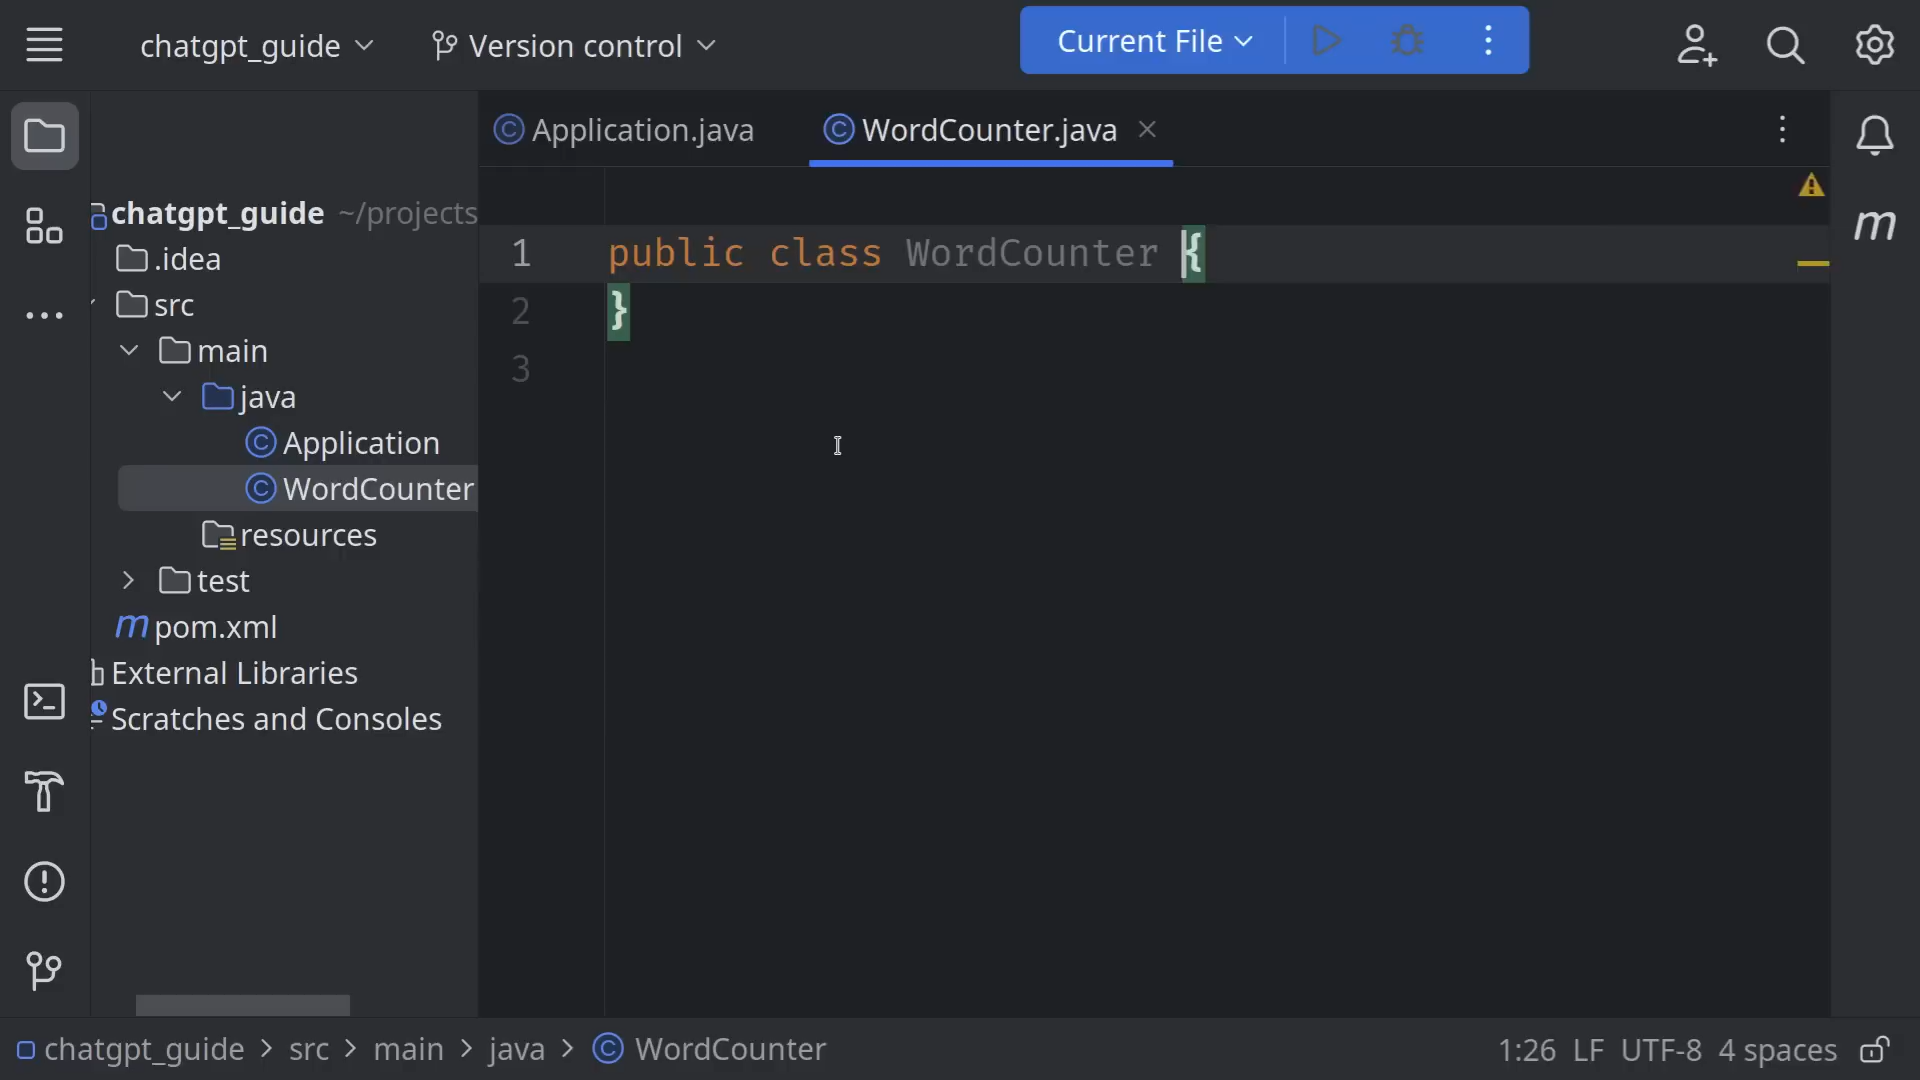 chatgpt_guide
Version control
Current File
Application.java
WordCounter.java
chatgpt_guide ~/projects
.idea
src
main
java
Application
WordCounter
resources
test
m pom.xml
External Libraries
Scratches and Consoles
1 public class WordCounter {
2 }
3
m
chatgpt_guide > src > main > java > WordCounter
1:26 LF UTF-8 4 spaces